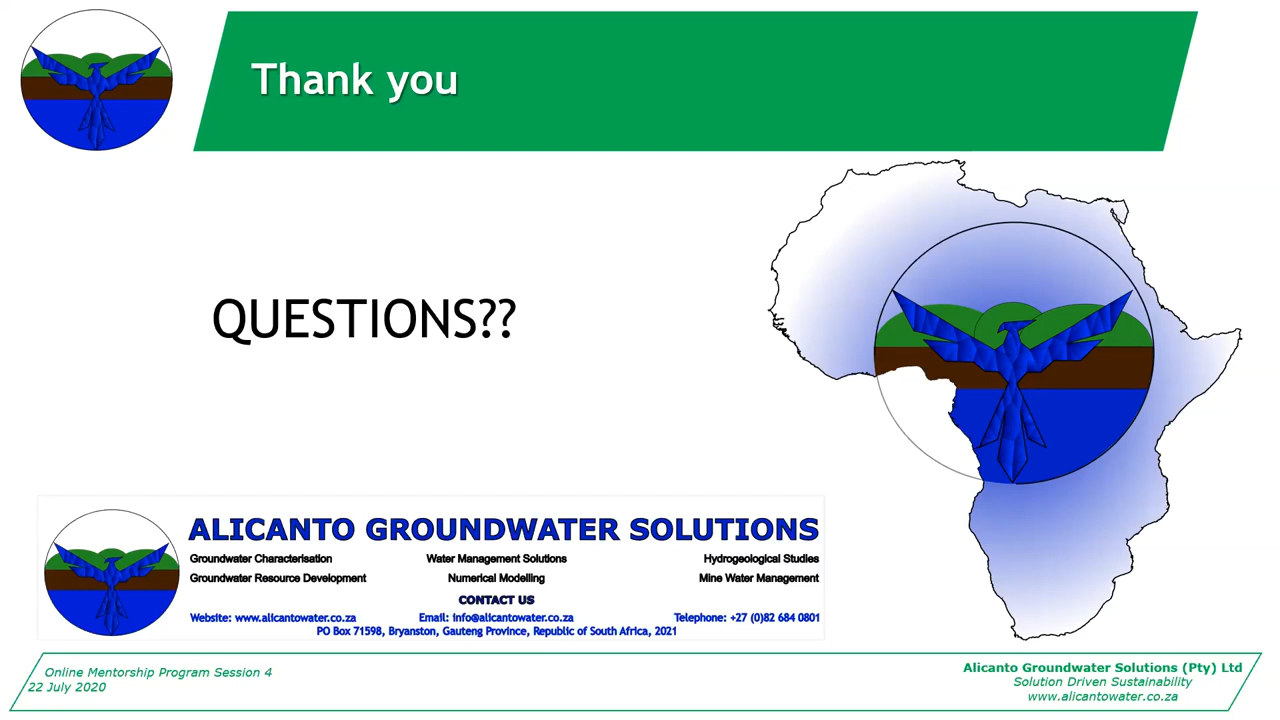 Thank you
QUESTIONS??
ALICANTO GROUNDWATER SOLUTIONS
Groundwater Characterisation Water Management Solutions Hydrogeological Studies
Groundwater Resource Development Numerical Modelling Mine Water Management
CONTACT US
Website: www.alicantowater.co.za Email: info@alicantowater.co.za Telephone: +27 (0)82 684 0801
PO Box 71598, Bryanston, Gauteng Province, Republic of South Africa, 2021
Online Mentorship Program Session 4
22 July 2020
Alicanto Groundwater Solutions (Pty) Ltd
Solution Driven Sustainability
www.alicantowater.co.za